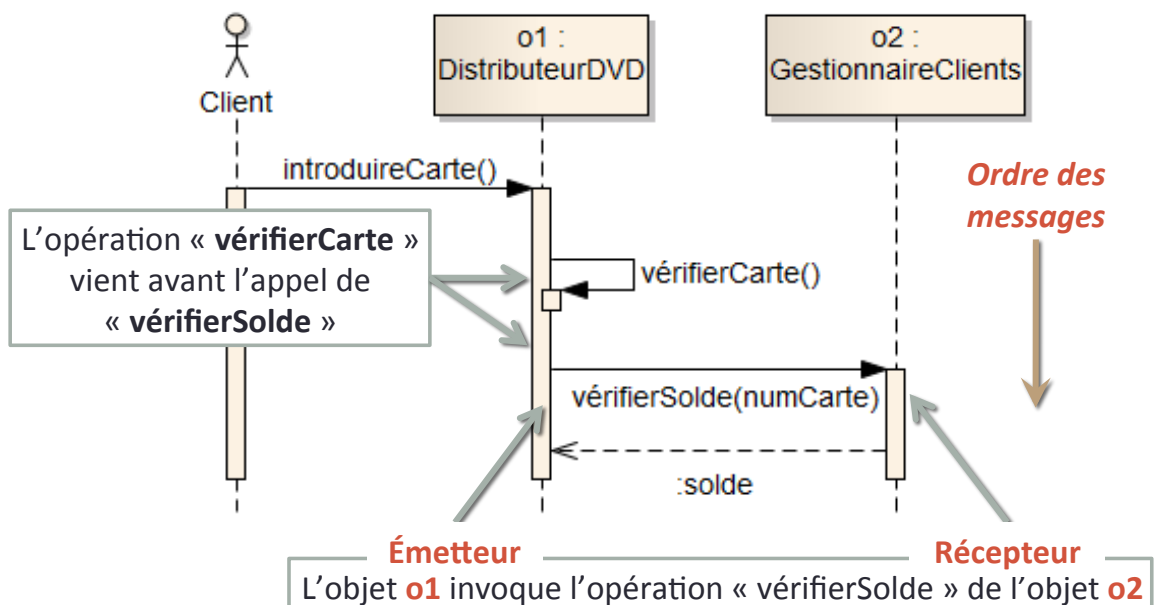 o1 :
DistributeurDVD
o2 :
GestionnaireClients
Client
introduireCarte()
Ordre des
messages
L’opération « vérifierCarte »
vient avant l’appel de
« vérifierSolde »
vérifierCarte()
vérifierSolde(numCarte)
:solde
Émetteur
Récepteur
L’objet o1 invoque l’opération « vérifierSolde » de l’objet o2